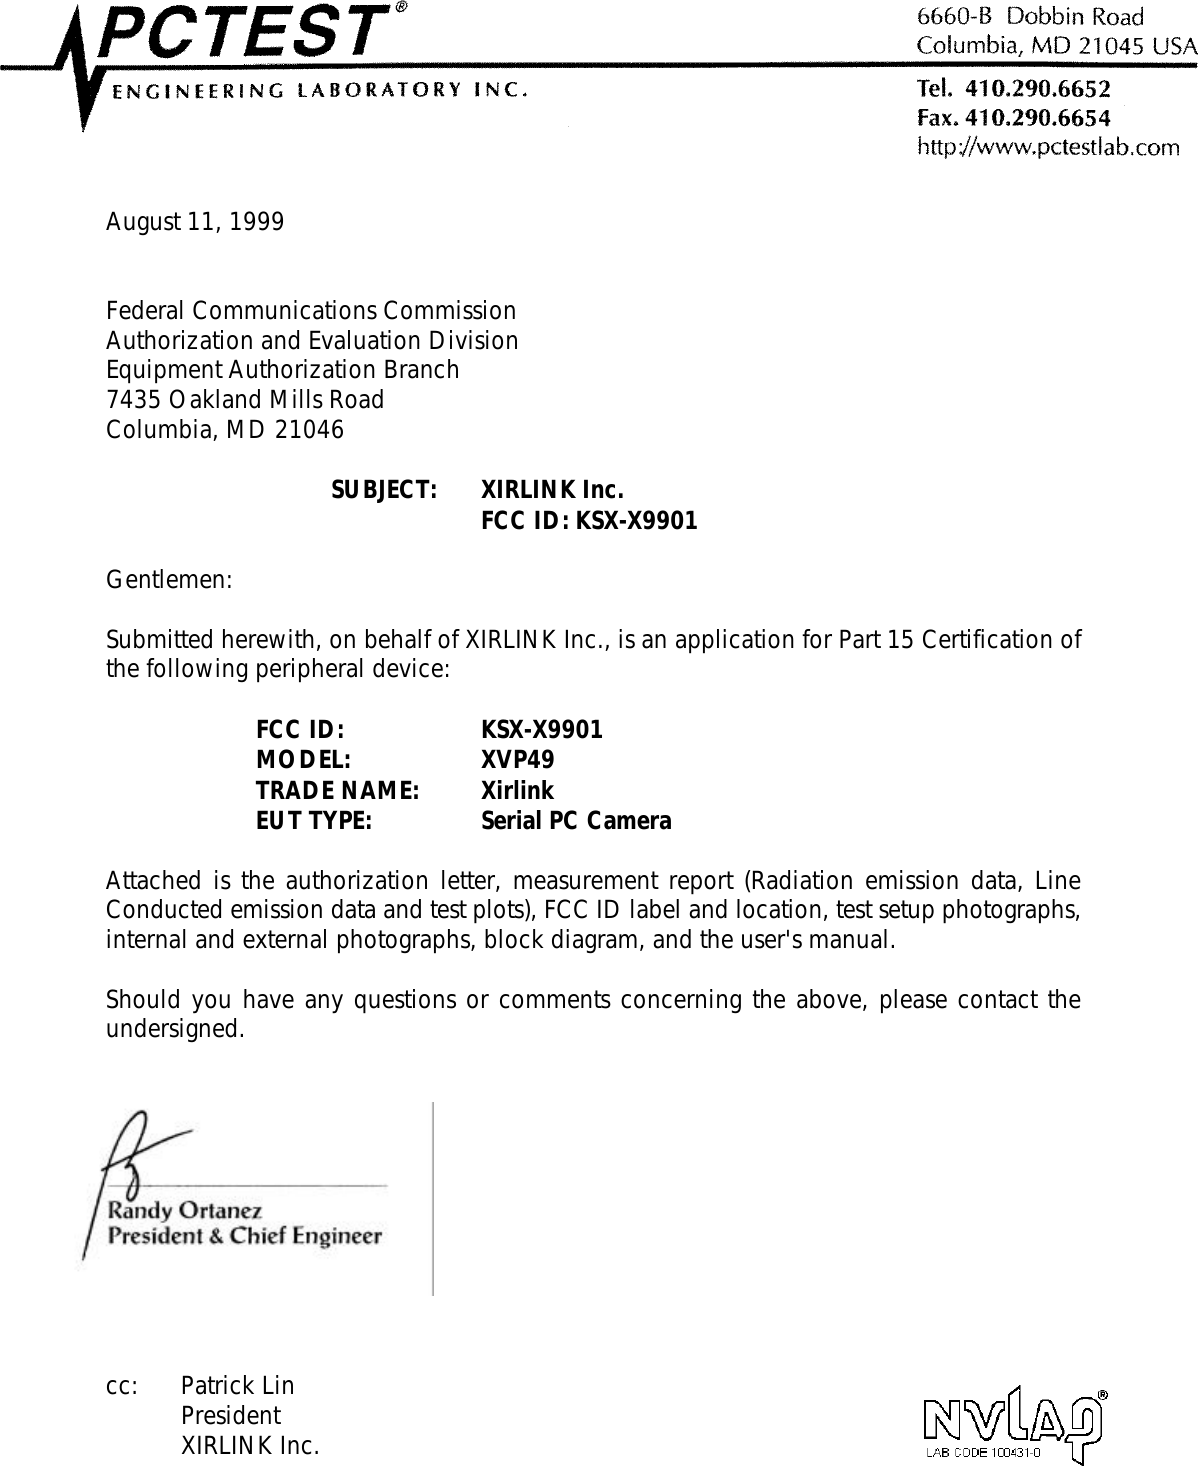 PCTEST®
ENGINEERING LABORATORY INC.
6660-B Dobbin Road
Columbia, MD 21045 USA
Tel. 410.290.6652
Fax. 410.290.6654
http://www.pctestlab.com
August 11, 1999
Federal Communications Commission
Authorization and Evaluation Division
Equipment Authorization Branch
7435 Oakland Mills Road
Columbia, MD 21046
SUBJECT: XIRLINK Inc.
FCC ID: KSX-X9901
Gentlemen:
Submitted herewith, on behalf of XIRLINK Inc., is an application for Part 15 Certification of
the following peripheral device:
FCC ID: KSX-X9901
MODEL: XVP49
TRADE NAME: Xirlink
EUT TYPE: Serial PC Camera
Attached is the authorization letter, measurement report (Radiation emission data, Line
Conducted emission data and test plots), FCC ID label and location, test setup photographs,
internal and external photographs, block diagram, and the user's manual.
Should you have any questions or comments concerning the above, please contact the
undersigned.
Randy Ortanez
President & Chief Engineer
cc: Patrick Lin
President
XIRLINK Inc.
NVLAP®
LAB CODE 100431-0